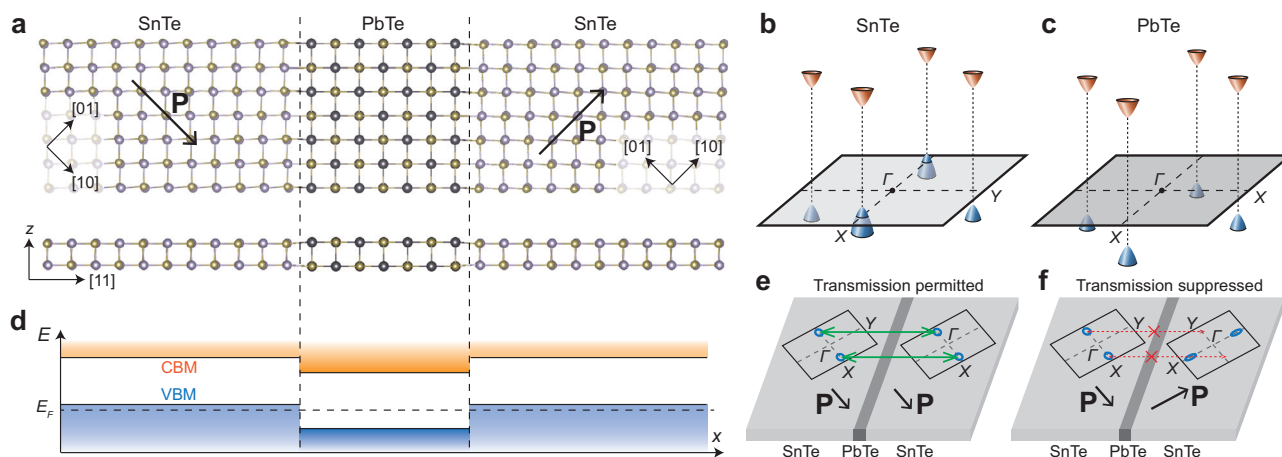 a
SnTe
PbTe
SnTe
P
[01]
[10]
P
[01]
[10]
z
[11]
b
SnTe
Γ
Y
X
c
PbTe
Γ
X
X
d
E
CBM
VBM
E_F
x
e
Transmission permitted
Y
Γ
X
X
P
P
SnTe
PbTe
SnTe
f
Transmission suppressed
Y
Γ
X
X
P
P
SnTe
PbTe
SnTe